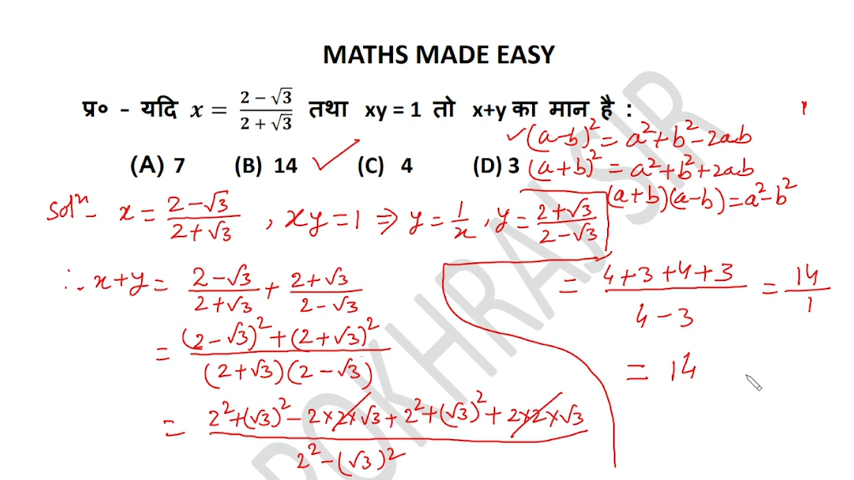 MATHS MADE EASY
प्र० - यदि x = (2 − √3)/(2 + √3) तथा xy = 1 तो x+y का मान है :
(A) 7 (B) 14 ✓ (C) 4 (D) 3
✓(a-b)² = a²+b²-2ab
(a+b)² = a²+b²+2ab
(a+b)(a-b)=a²-b²
Solⁿ- x = (2-√3)/(2+√3) , xy=1 ⇒ y = 1/x , y = (2+√3)/(2-√3)
∴ x+y = (2-√3)/(2+√3) + (2+√3)/(2-√3)
= ((2-√3)²+(2+√3)²)/((2+√3)(2-√3))
= (2²+(√3)²-2×2×√3+2²+(√3)²+2×2×√3)/(2²-(√3)²)
= (4+3+4+3)/(4-3) = 14/1
= 14
POKHRAJ SIR